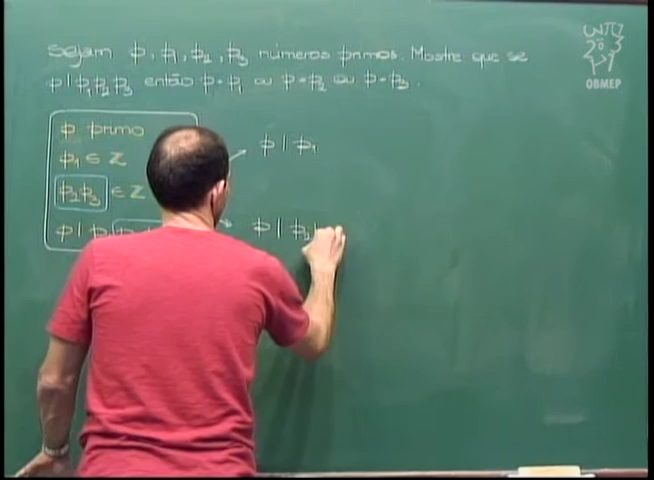 Sejam p, p₁, p₂, p₃ números primos. Mostre que se
p | p₁p₂p₃ então p = p₁ ou p = p₂ ou p = p₃.
p primo
p₁ ∈ ℤ
p₂p₃ ∈ ℤ
p | p
p | p₁
p | p₂
OBMEP